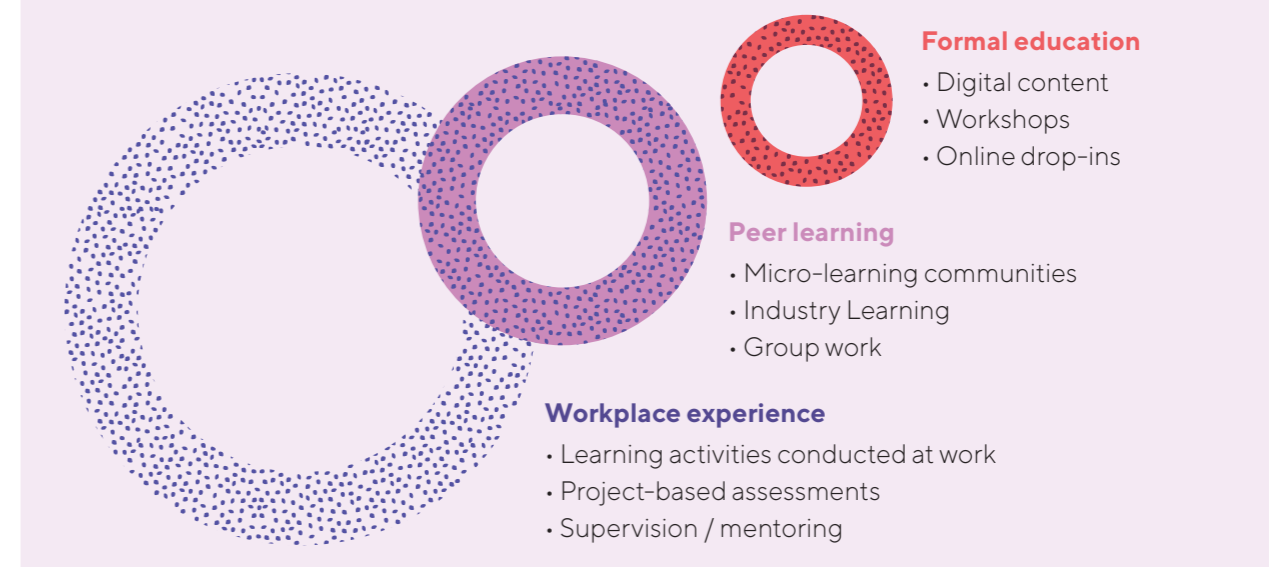 Formal education
• Digital content
• Workshops
• Online drop-ins
Peer learning
• Micro-learning communities
• Industry Learning
• Group work
Workplace experience
• Learning activities conducted at work
• Project-based assessments
• Supervision / mentoring